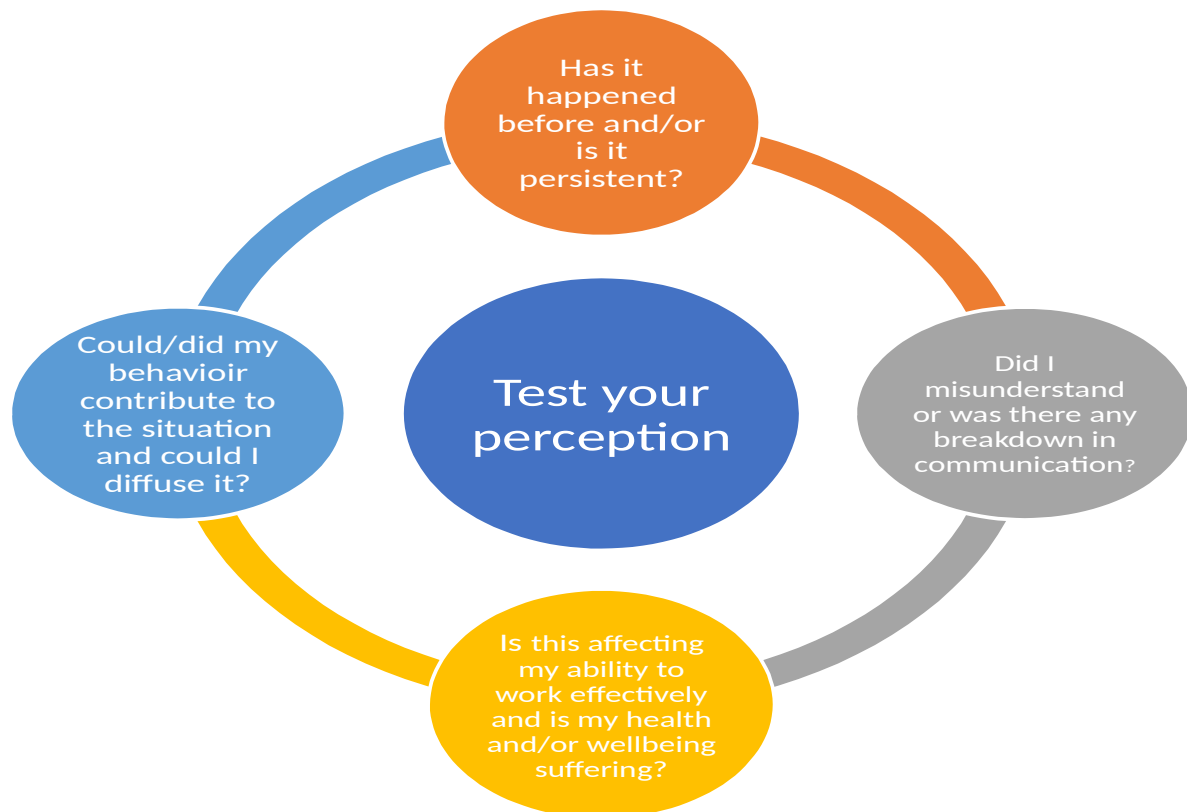 Has it
happened
before and/or
is it
persistent?
Could/did my
behavioir
contribute to
the situation
and could I
diffuse it?
Test your
perception
Did I
misunderstand
or was there any
breakdown in
communication?
Is this affecting
my ability to
work effectively
and is my health
and/or wellbeing
suffering?